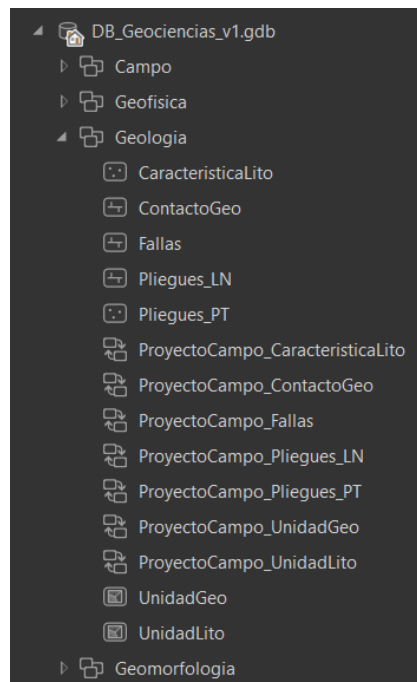 DB_Geociencias_v1.gdb
Campo
Geofisica
Geologia
CaracteristicaLito
ContactoGeo
Fallas
Pliegues_LN
Pliegues_PT
ProyectoCampo_CaracteristicaLito
ProyectoCampo_ContactoGeo
ProyectoCampo_Fallas
ProyectoCampo_Pliegues_LN
ProyectoCampo_Pliegues_PT
ProyectoCampo_UnidadGeo
ProyectoCampo_UnidadLito
UnidadGeo
UnidadLito
Geomorfologia